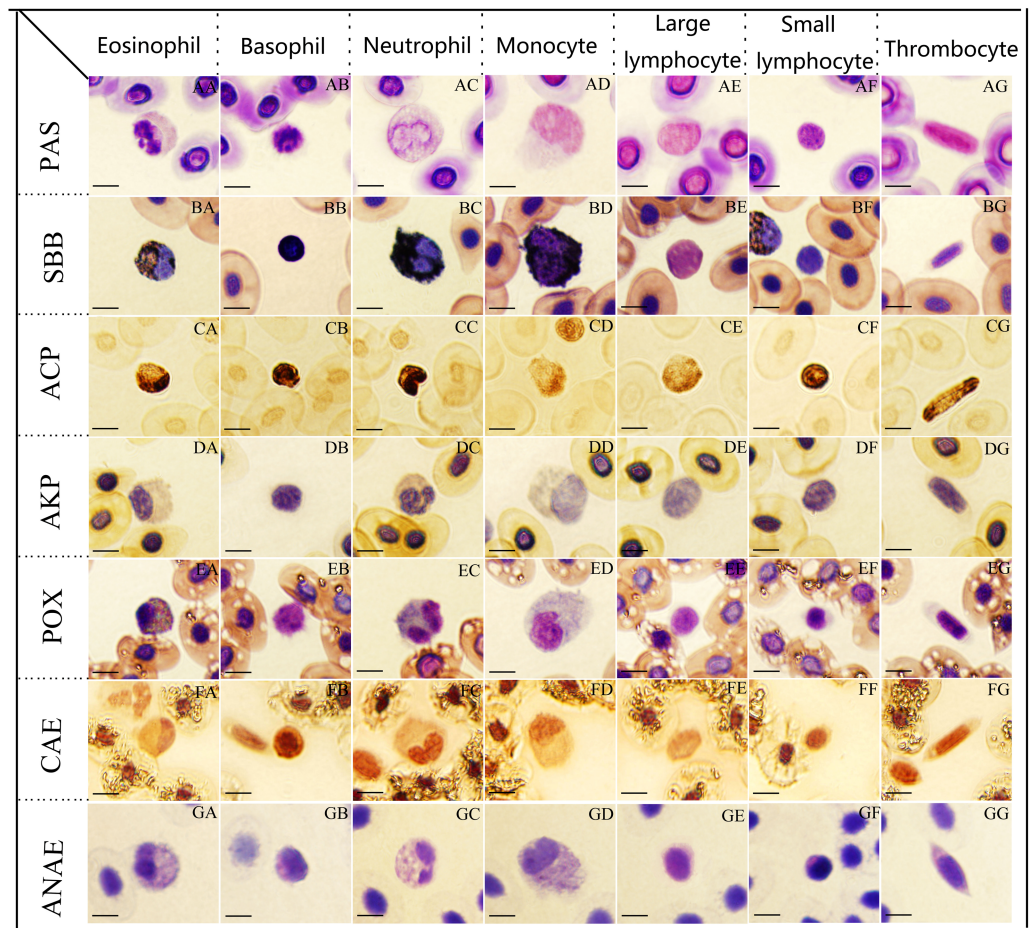 Eosinophil Basophil Neutrophil Monocyte Large lymphocyte Small lymphocyte Thrombocyte
PAS AA AB AC AD AE AF AG
SBB BA BB BC BD BE BF BG
ACP CA CB CC CD CE CF CG
AKP DA DB DC DD DE DF DG
POX EA EB EC ED EE EF EG
CAE FA FB FC FD FE FF FG
ANAE GA GB GC GD GE GF GG